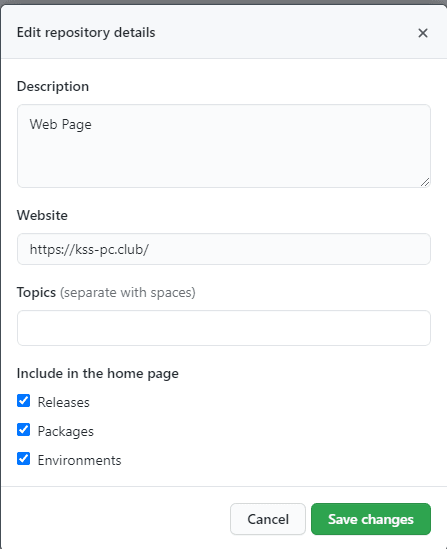 Edit repository details
Description
Web Page
Website
https://kss-pc.club/
Topics (separate with spaces)
Include in the home page
Releases
Packages
Environments
Cancel Save changes